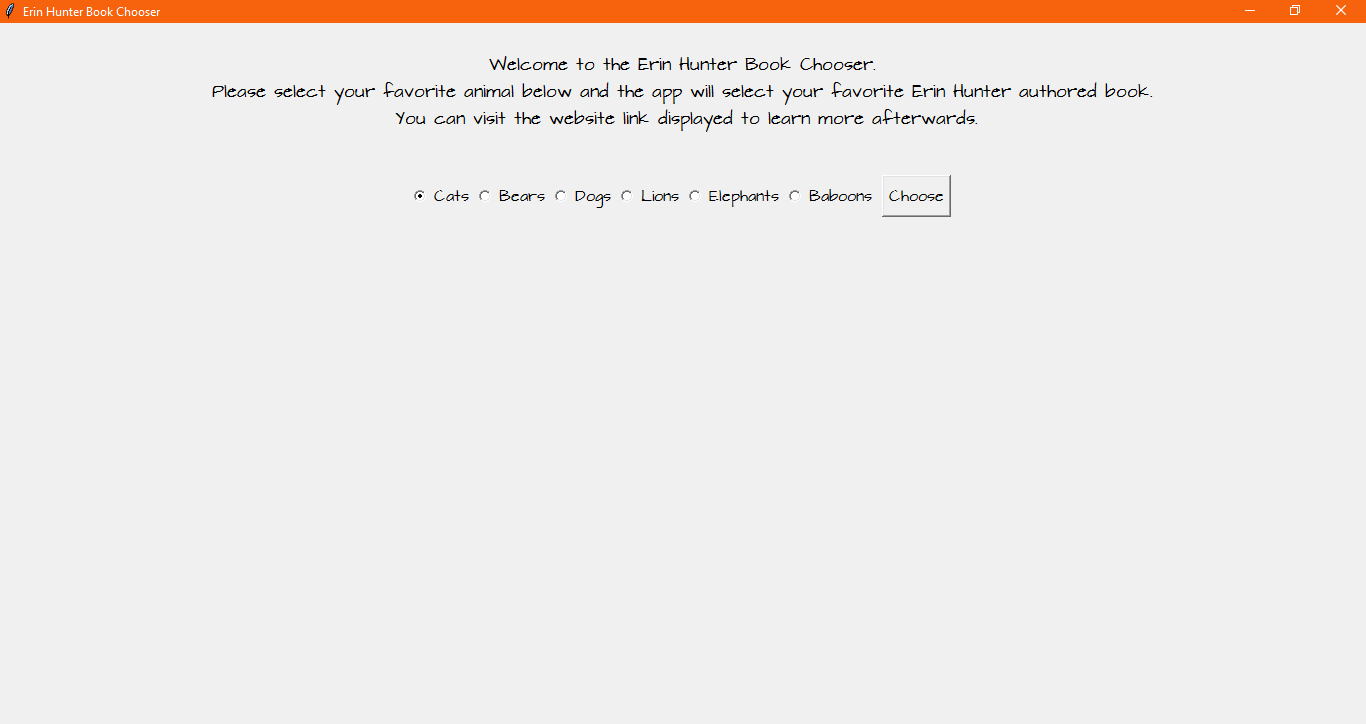 Erin Hunter Book Chooser
Welcome to the Erin Hunter Book Chooser.
Please select your favorite animal below and the app will select your favorite Erin Hunter authored book.
You can visit the website link displayed to learn more afterwards.
Cats Bears Dogs Lions Elephants Baboons Choose